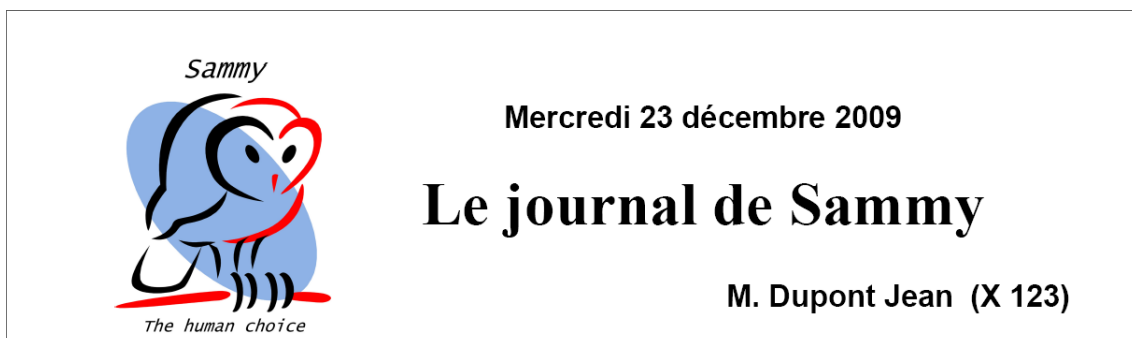 Sammy
The human choice
Mercredi 23 décembre 2009
Le journal de Sammy
M. Dupont Jean (X 123)